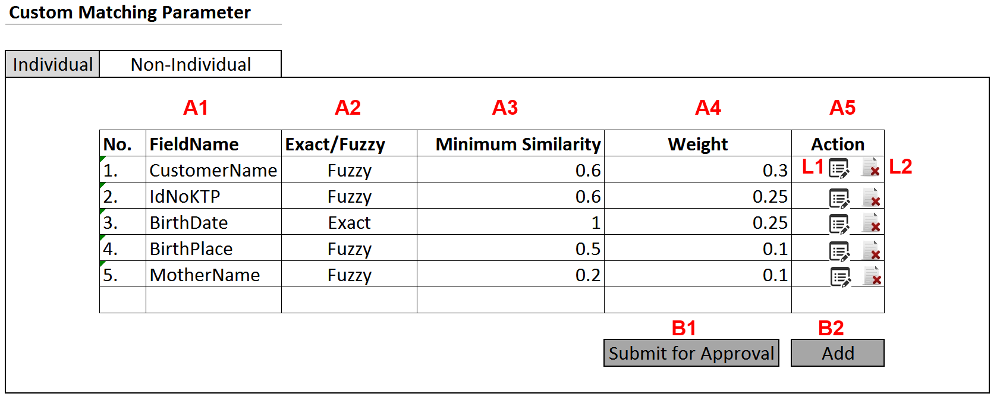 Custom Matching Parameter
Individual Non-Individual
A1 A2 A3 A4 A5
No. FieldName Exact/Fuzzy Minimum Similarity Weight Action
1. CustomerName Fuzzy 0.6 0.3 L1 L2
2. IdNoKTP Fuzzy 0.6 0.25
3. BirthDate Exact 1 0.25
4. BirthPlace Fuzzy 0.5 0.1
5. MotherName Fuzzy 0.2 0.1
B1 B2
Submit for Approval Add